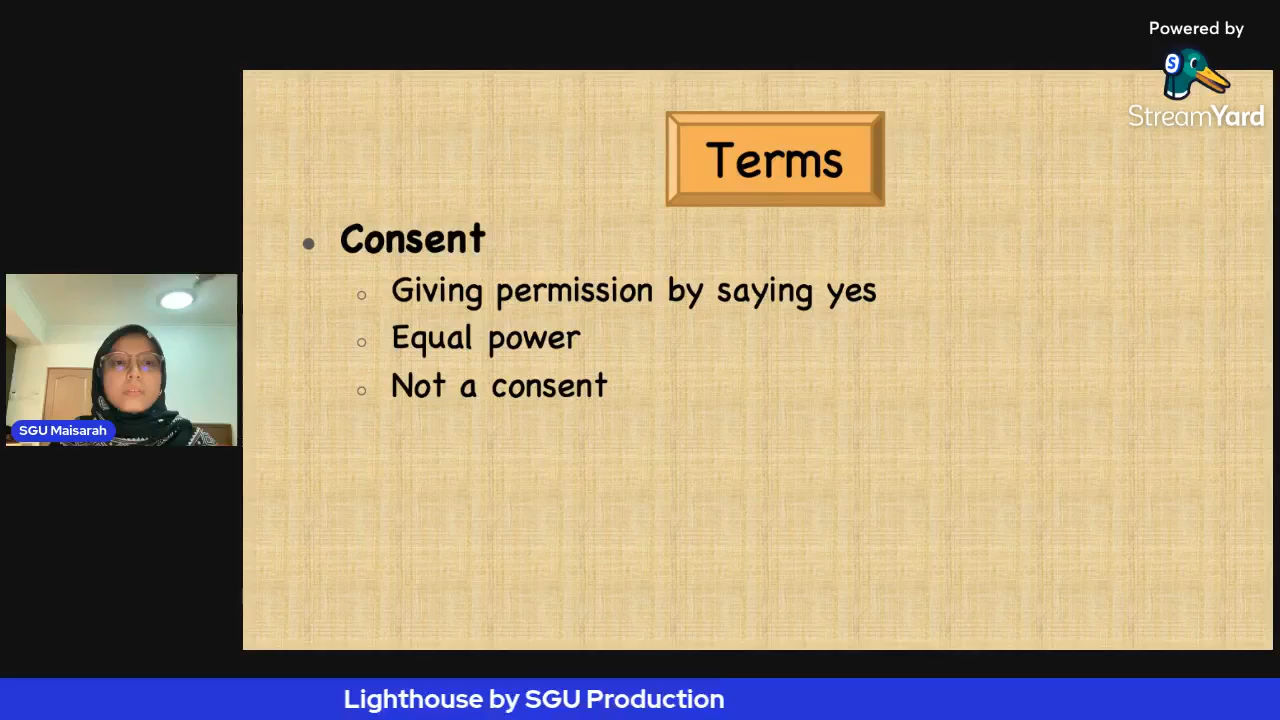 Powered by
S
StreamYard
Terms
Consent
Giving permission by saying yes
Equal power
Not a consent
SGU Maisarah
Lighthouse by SGU Production